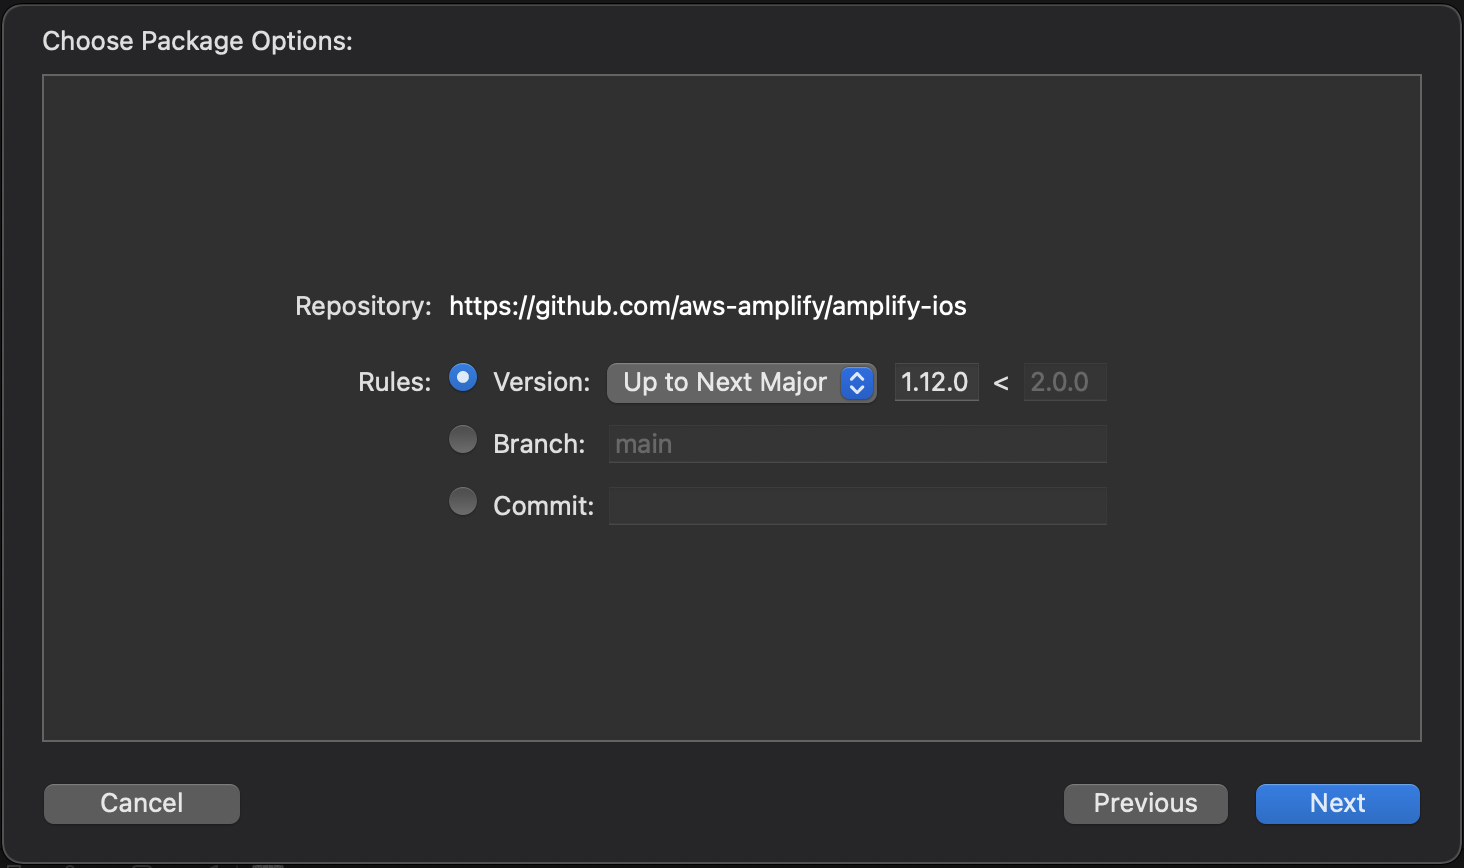 Choose Package Options:
Repository: https://github.com/aws-amplify/amplify-ios
Rules: Version: Up to Next Major 1.12.0 < 2.0.0
Branch: main
Commit:
Cancel Previous Next